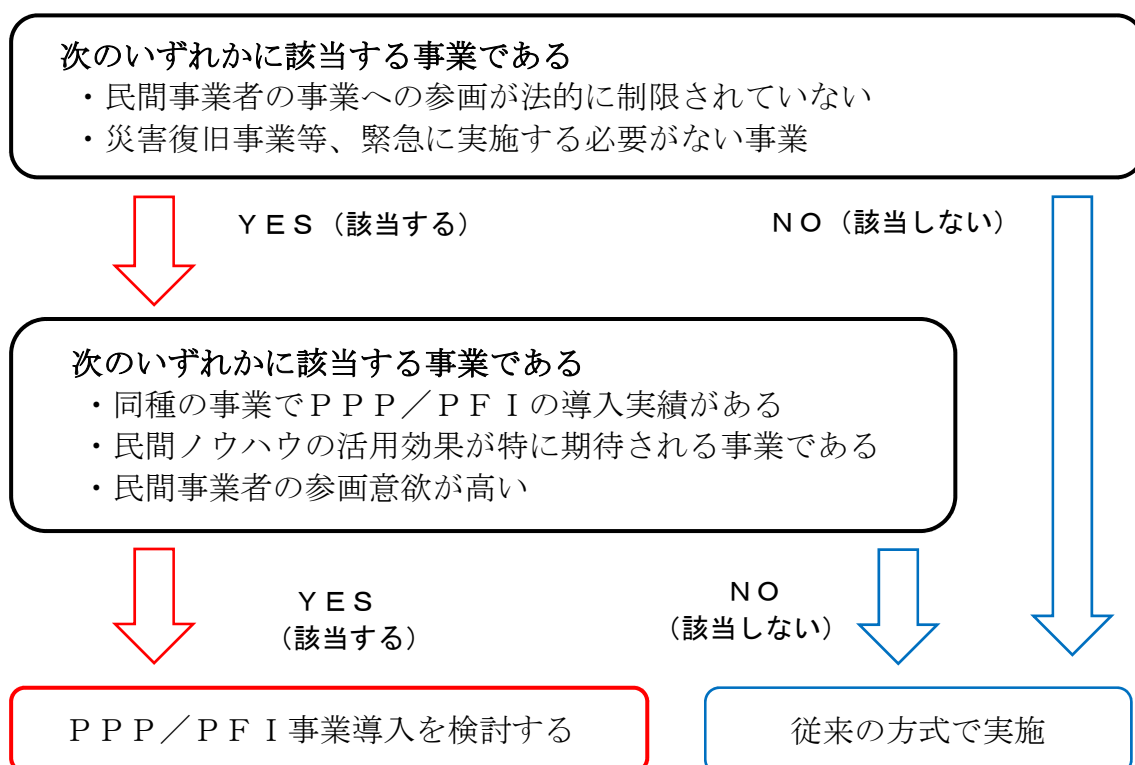 次のいずれかに該当する事業である
・民間事業者の事業への参画が法的に制限されていない
・災害復旧事業等、緊急に実施する必要がない事業
ＹＥＳ（該当する）
ＮＯ（該当しない）
次のいずれかに該当する事業である
・同種の事業でＰＰＰ／ＰＦＩの導入実績がある
・民間ノウハウの活用効果が特に期待される事業である
・民間事業者の参画意欲が高い
ＹＥＳ
（該当する）
ＮＯ
（該当しない）
ＰＰＰ／ＰＦＩ事業導入を検討する
従来の方式で実施